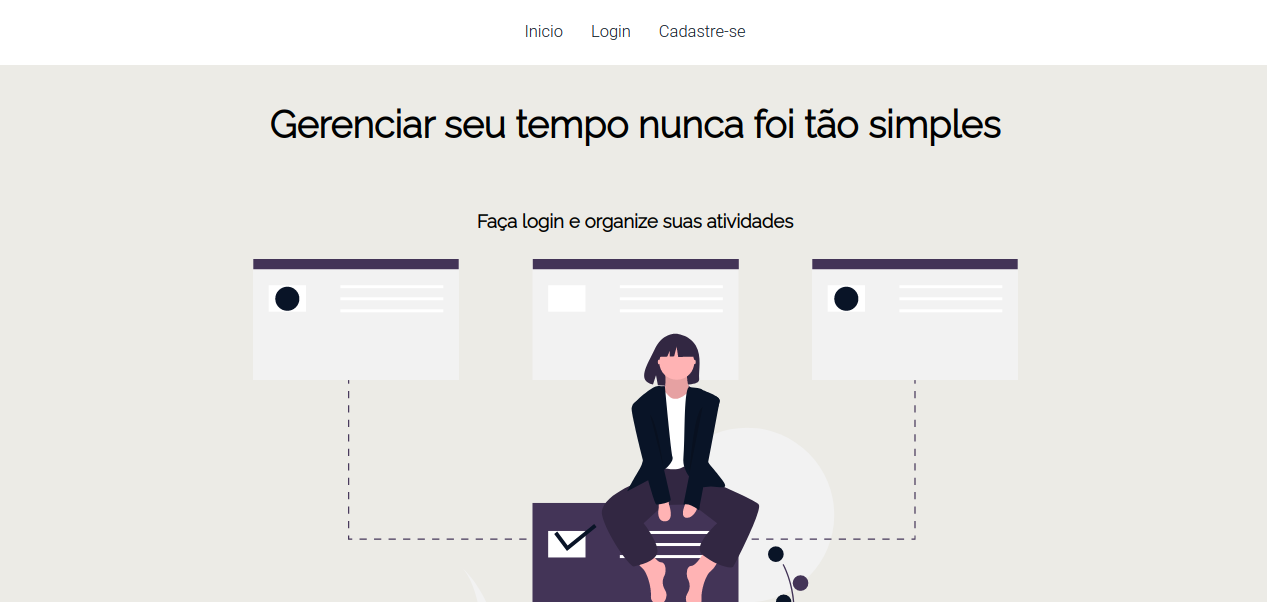 Inicio Login Cadastre-se
Gerenciar seu tempo nunca foi tão simples
Faça login e organize suas atividades